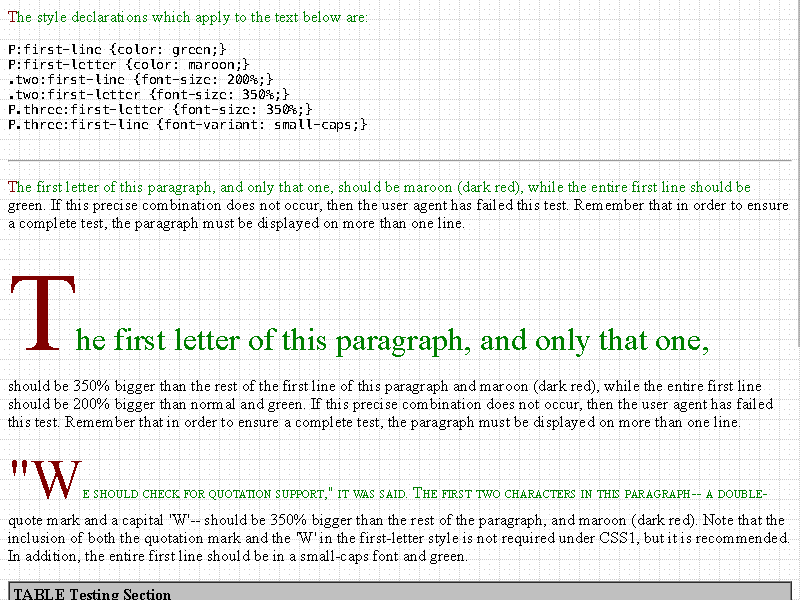 The style declarations which apply to the text below are:
P:first-line {color: green;}
P:first-letter {color: maroon;}
.two:first-line {font-size: 200%;}
.two:first-letter {font-size: 350%;}
P.three:first-letter {font-size: 350%;}
P.three:first-line {font-variant: small-caps;}
The first letter of this paragraph, and only that one, should be maroon (dark red), while the entire first line should be
green. If this precise combination does not occur, then the user agent has failed this test. Remember that in order to ensure
a complete test, the paragraph must be displayed on more than one line.
The first letter of this paragraph, and only that one,
should be 350% bigger than the rest of the first line of this paragraph and maroon (dark red), while the entire first line
should be 200% bigger than normal and green. If this precise combination does not occur, then the user agent has failed
this test. Remember that in order to ensure a complete test, the paragraph must be displayed on more than one line.
"We should check for quotation support," it was said. The first two characters in this paragraph-- a double-
quote mark and a capital 'W'-- should be 350% bigger than the rest of the paragraph, and maroon (dark red). Note that the
inclusion of both the quotation mark and the 'W' in the first-letter style is not required under CSS1, but it is recommended.
In addition, the entire first line should be in a small-caps font and green.
TABLE Testing Section